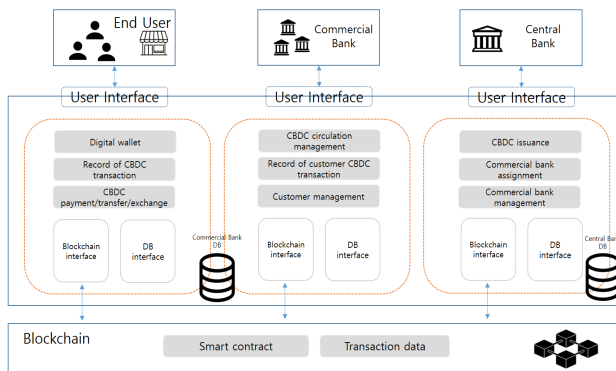 End User
Commercial
Bank
Central
Bank
User Interface
User Interface
User Interface
Digital wallet
Record of CBDC
transaction
CBDC
payment/transfer/exchange
Blockchain
interface
DB
interface
Commercial Bank
DB
CBDC circulation
management
Record of customer CBDC
transaction
Customer management
Blockchain
interface
DB
interface
CBDC issuance
Commercial bank
assignment
Commercial bank
management
Blockchain
interface
DB
interface
Central Bank
DB
Blockchain
Smart contract
Transaction data